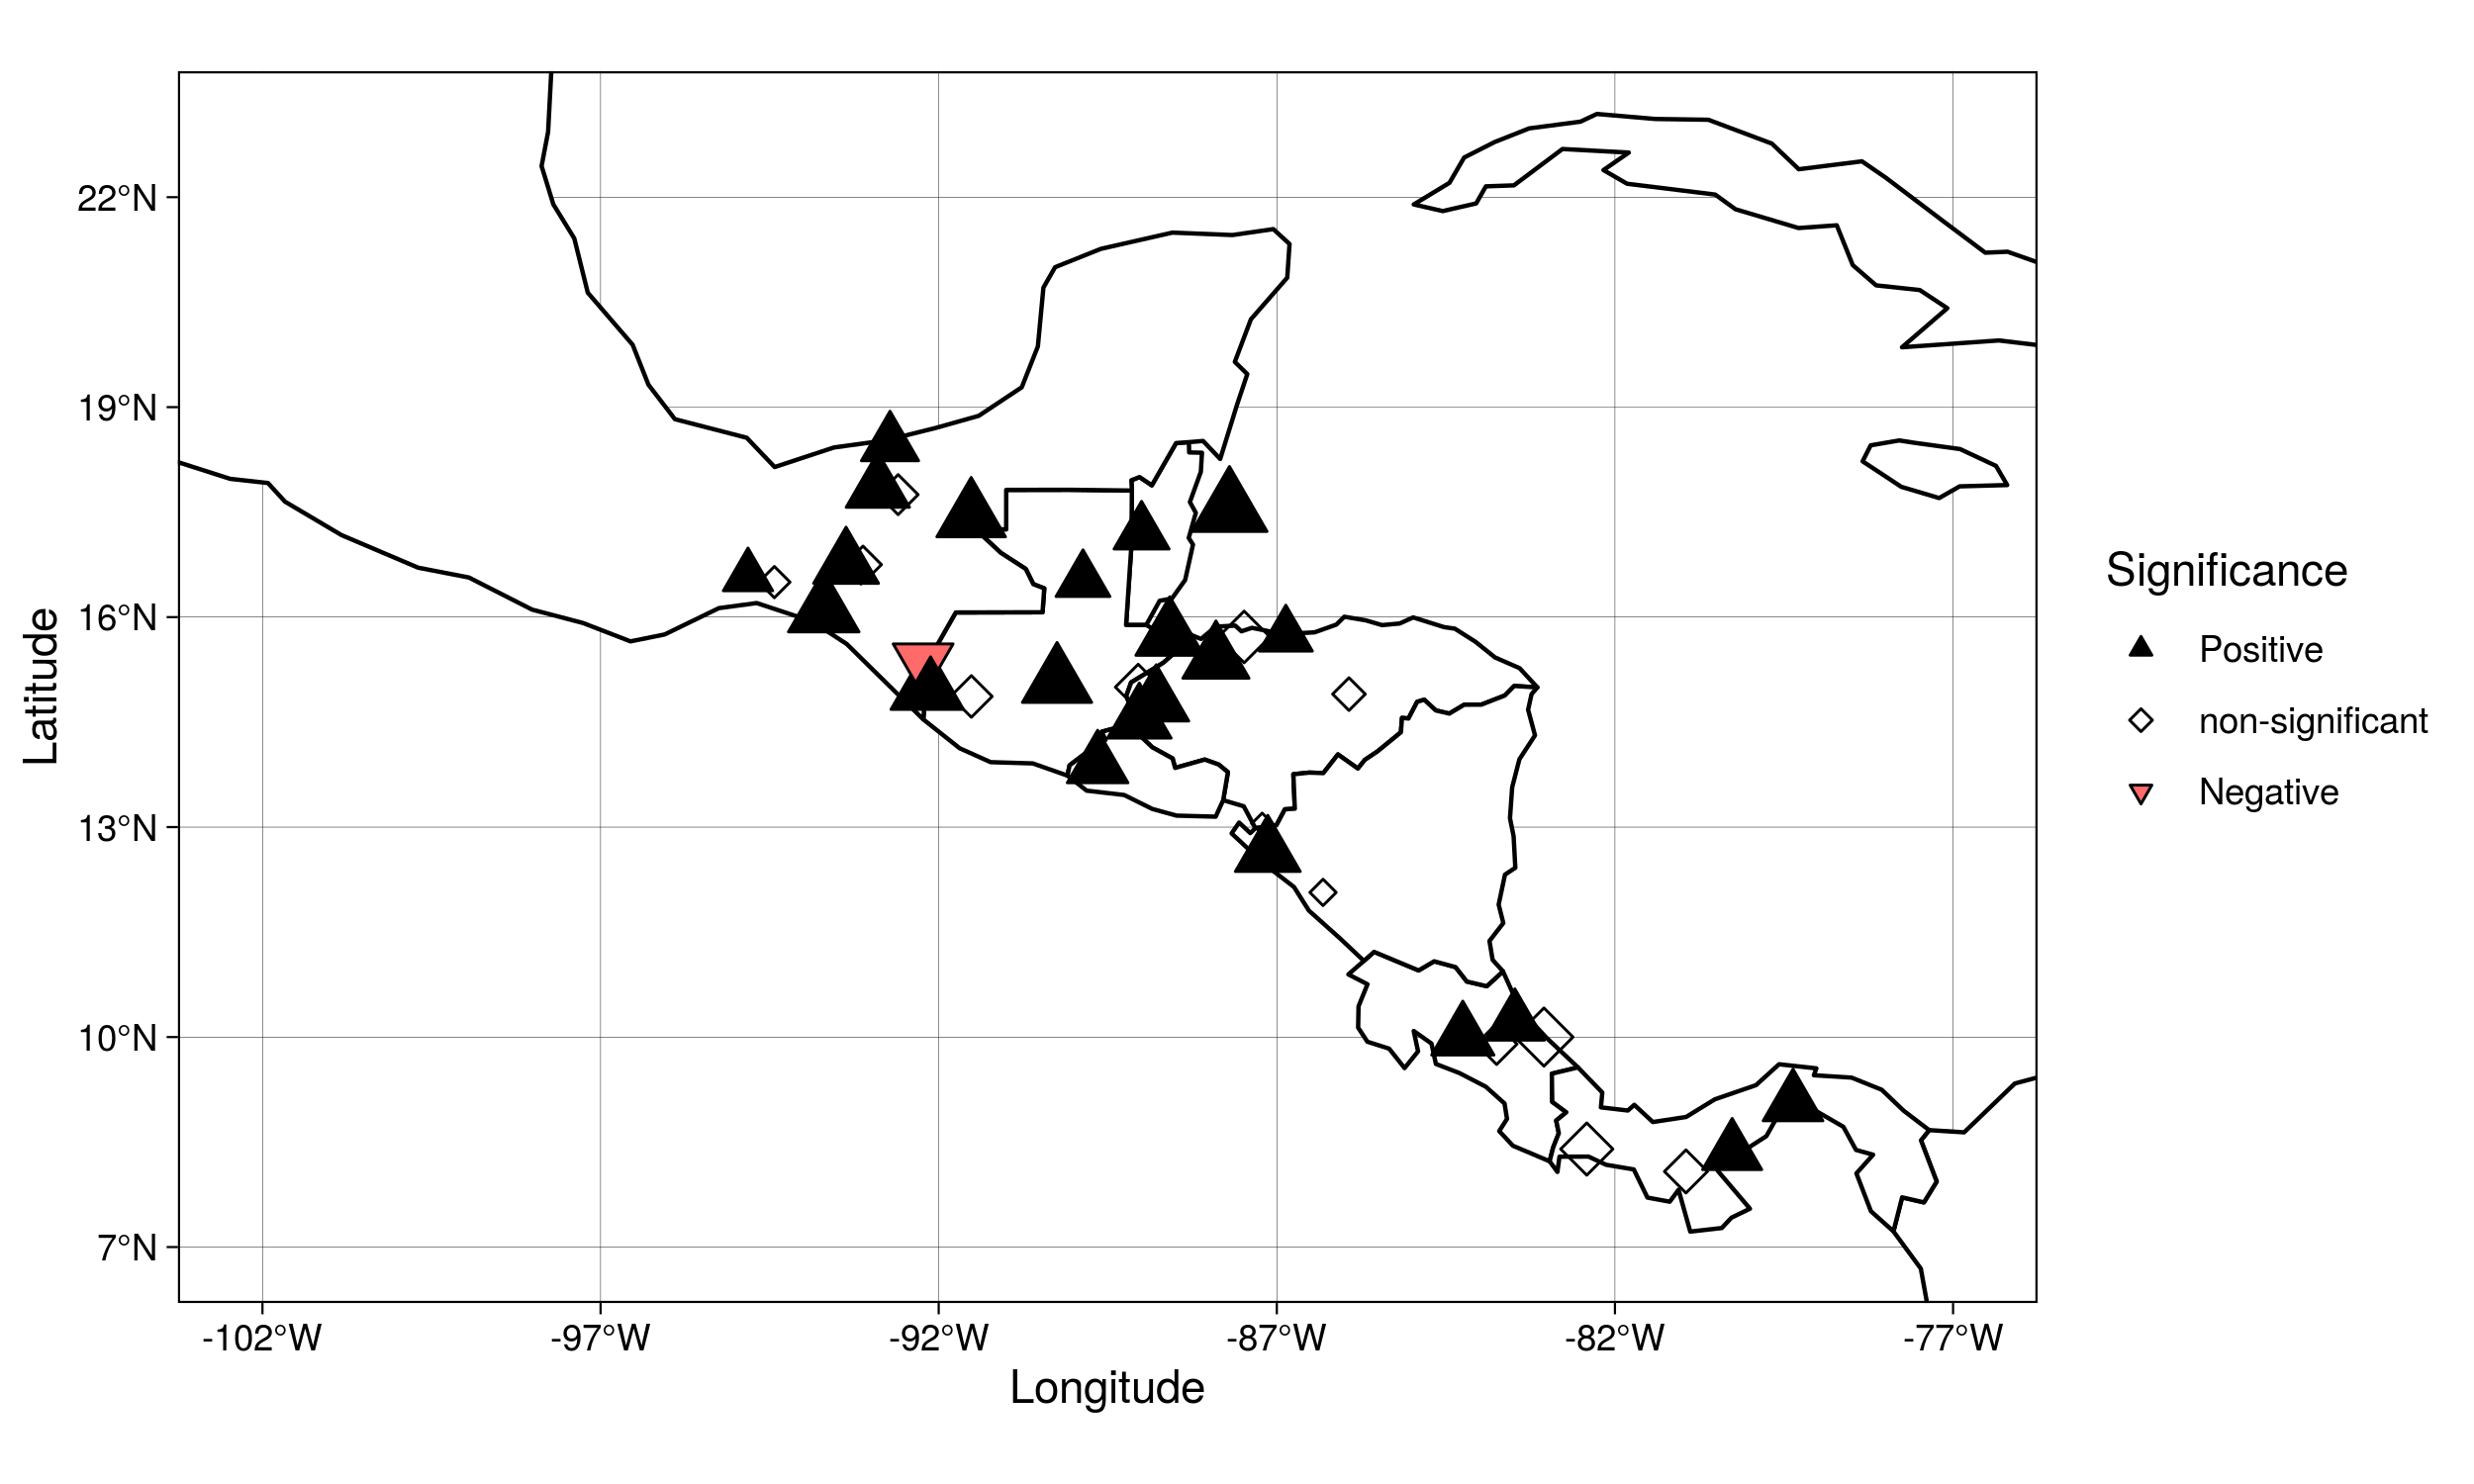 22°N
19°N
16°N
13°N
10°N
7°N
Latitude
-102°W
-97°W
-92°W
-87°W
-82°W
-77°W
Longitude
Significance
Positive
non-significant
Negative